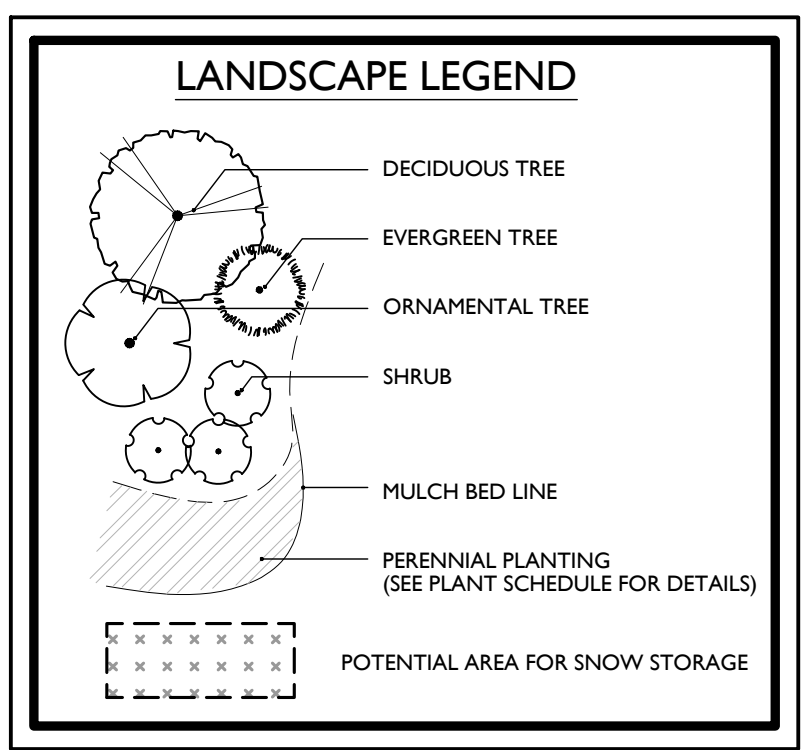 LANDSCAPE LEGEND
DECIDUOUS TREE
EVERGREEN TREE
ORNAMENTAL TREE
SHRUB
MULCH BED LINE
PERENNIAL PLANTING
(SEE PLANT SCHEDULE FOR DETAILS)
POTENTIAL AREA FOR SNOW STORAGE